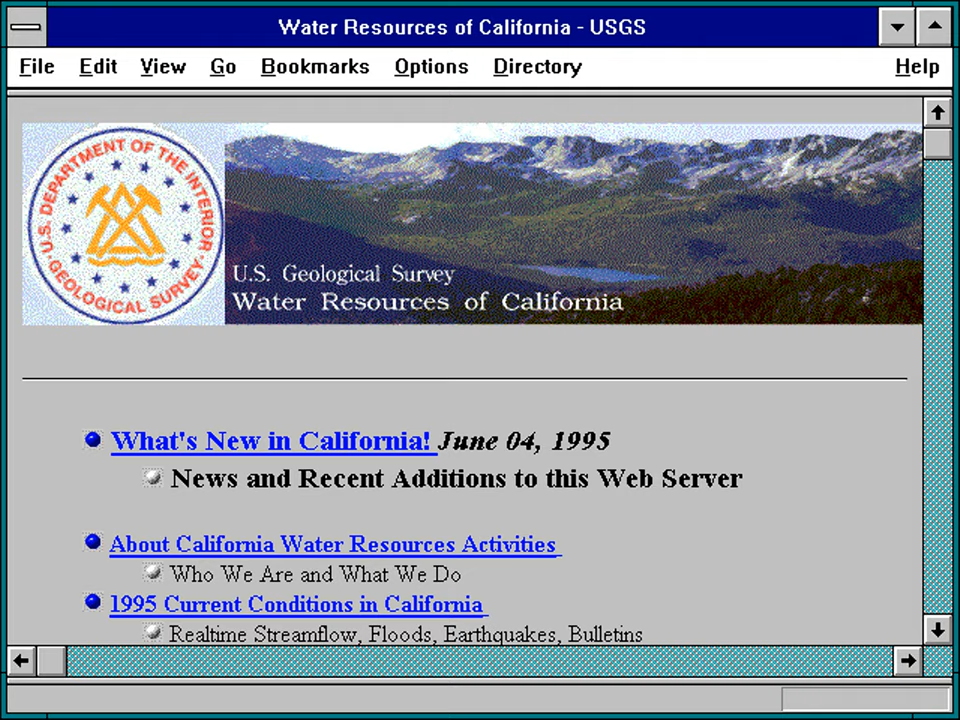 Water Resources of California - USGS
File Edit View Go Bookmarks Options Directory Help
U.S. DEPARTMENT OF THE INTERIOR
GEOLOGICAL SURVEY
U.S. Geological Survey
Water Resources of California
What's New in California! June 04, 1995
News and Recent Additions to this Web Server
About California Water Resources Activities
Who We Are and What We Do
1995 Current Conditions in California
Realtime Streamflow, Floods, Earthquakes, Bulletins